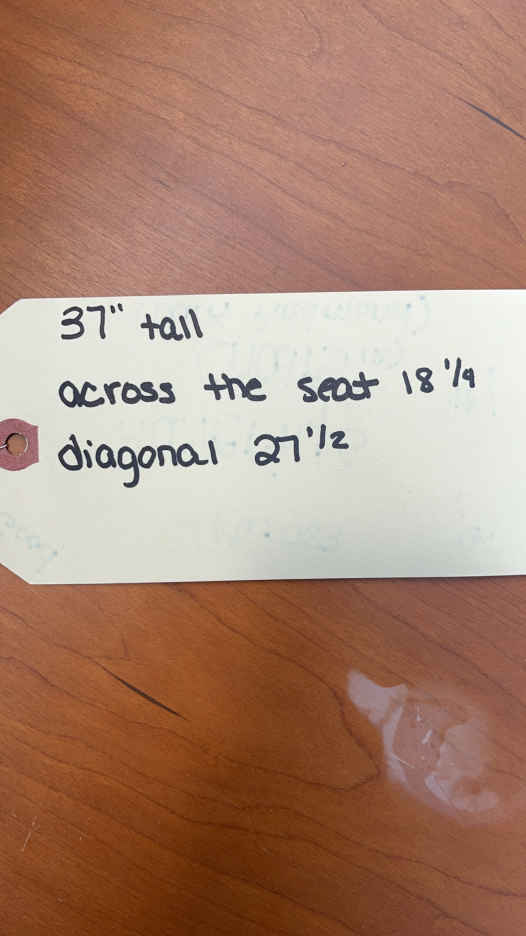 37" tall
across the seat 18 1/4
diagonal 27 1/2